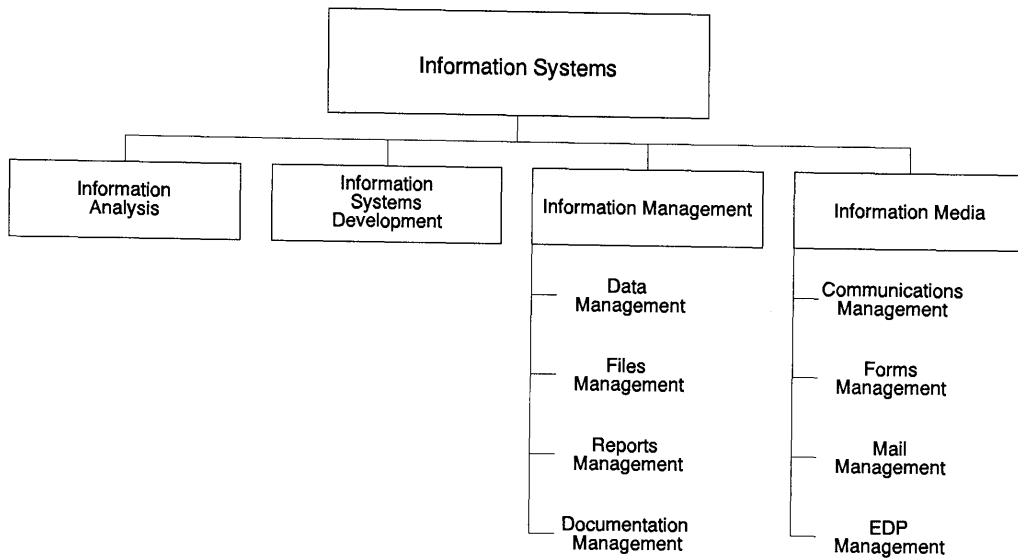 Information Systems
Information
Analysis
Information
Systems
Development
Information Management
Data
Management
Files
Management
Reports
Management
Documentation
Management
Information Media
Communications
Management
Forms
Management
Mail
Management
EDP
Management